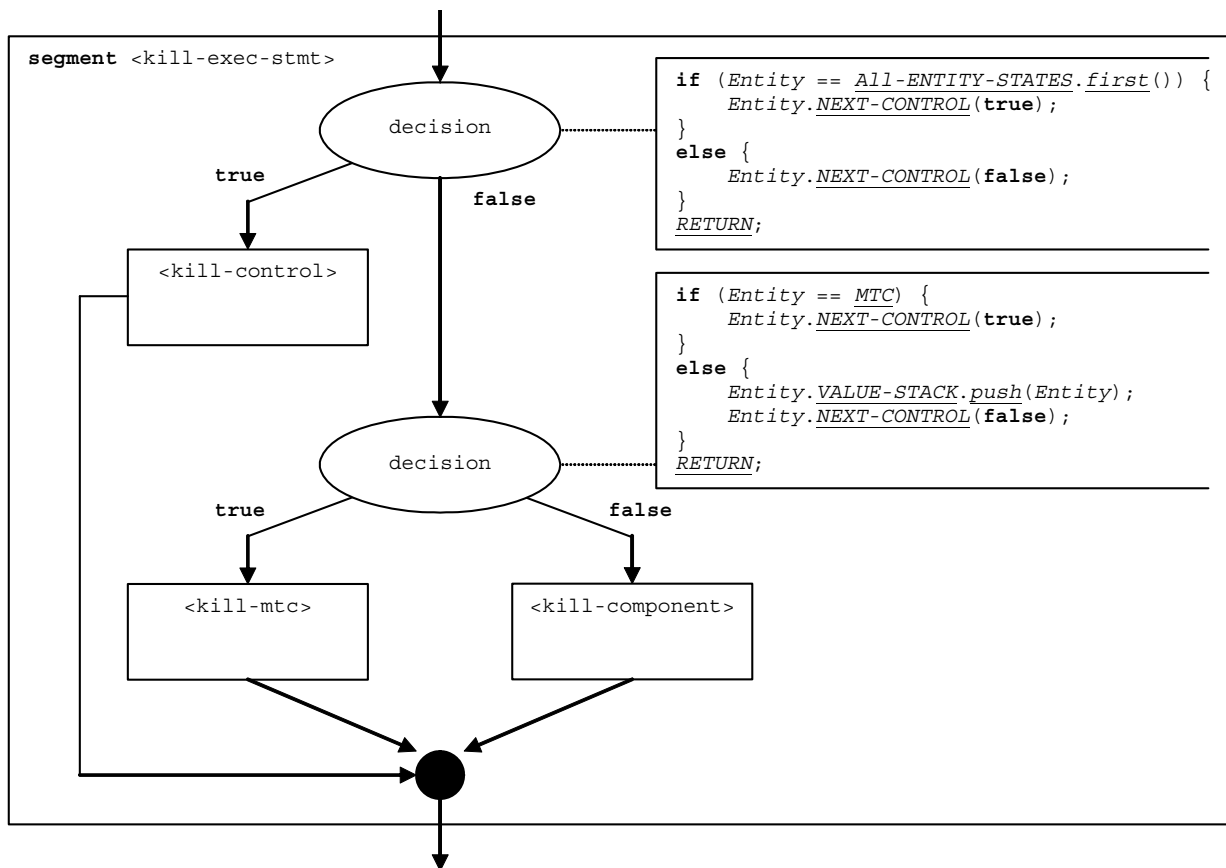 segment <kill-exec-stmt>
decision
if (Entity == All-ENTITY-STATES.first()) {
Entity.NEXT-CONTROL(true);
}
else {
Entity.NEXT-CONTROL(false);
}
RETURN;
true
false
<kill-control>
if (Entity == MTC) {
Entity.NEXT-CONTROL(true);
}
else {
Entity.VALUE-STACK.push(Entity);
Entity.NEXT-CONTROL(false);
}
RETURN;
decision
true
false
<kill-mtc>
<kill-component>